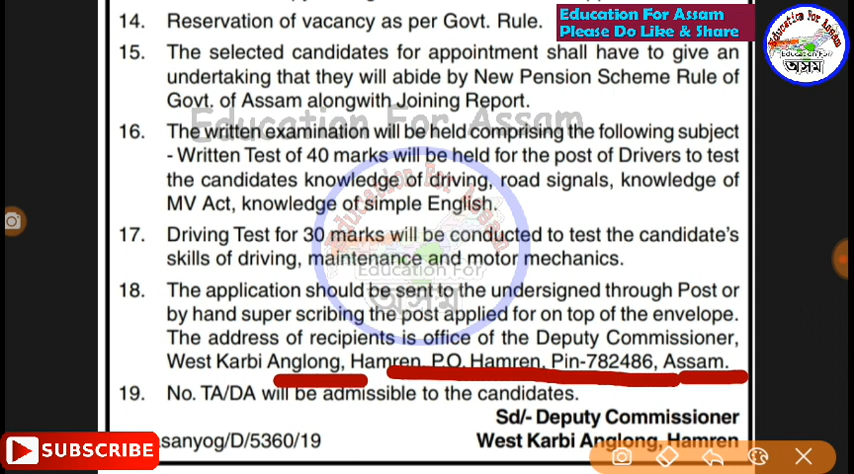 Education For Assam
Please Do Like & Share
14. Reservation of vacancy as per Govt. Rule.
15. The selected candidates for appointment shall have to give an
undertaking that they will abide by New Pension Scheme Rule of
Govt. of Assam alongwith Joining Report.
Education For Assam
16. The written examination will be held comprising the following subject
- Written Test of 40 marks will be held for the post of Drivers to test
the candidates knowledge of driving, road signals, knowledge of
MV Act, knowledge of simple English.
17. Driving Test for 30 marks will be conducted to test the candidate's
skills of driving, maintenance and motor mechanics.
Education For
অসম
18. The application should be sent to the undersigned through Post or
by hand super scribing the post applied for on top of the envelope.
The address of recipients is office of the Deputy Commissioner,
West Karbi Anglong, Hamren, P.O. Hamren, Pin-782486, Assam.
19. No. TA/DA will be admissible to the candidates.
Sd/- Deputy Commissioner
West Karbi Anglong, Hamren
sanyog/D/5360/19
SUBSCRIBE
Education For Assam
Education For
অসম